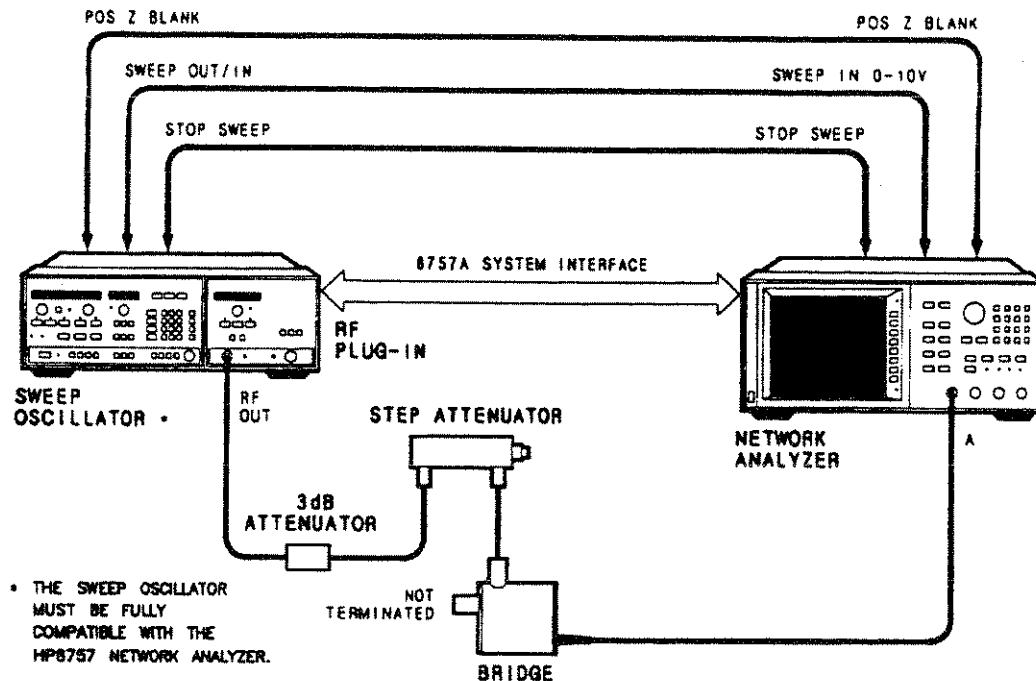 POS Z BLANK
POS Z BLANK
SWEEP OUT/IN
SWEEP IN 0-10V
STOP SWEEP
STOP SWEEP
8757A SYSTEM INTERFACE
RF
PLUG-IN
SWEEP
OSCILLATOR *
RF
OUT
STEP ATTENUATOR
NETWORK
ANALYZER
A
3dB
ATTENUATOR
* THE SWEEP OSCILLATOR
MUST BE FULLY
COMPATIBLE WITH THE
HP8757 NETWORK ANALYZER.
NOT
TERMINATED
BRIDGE